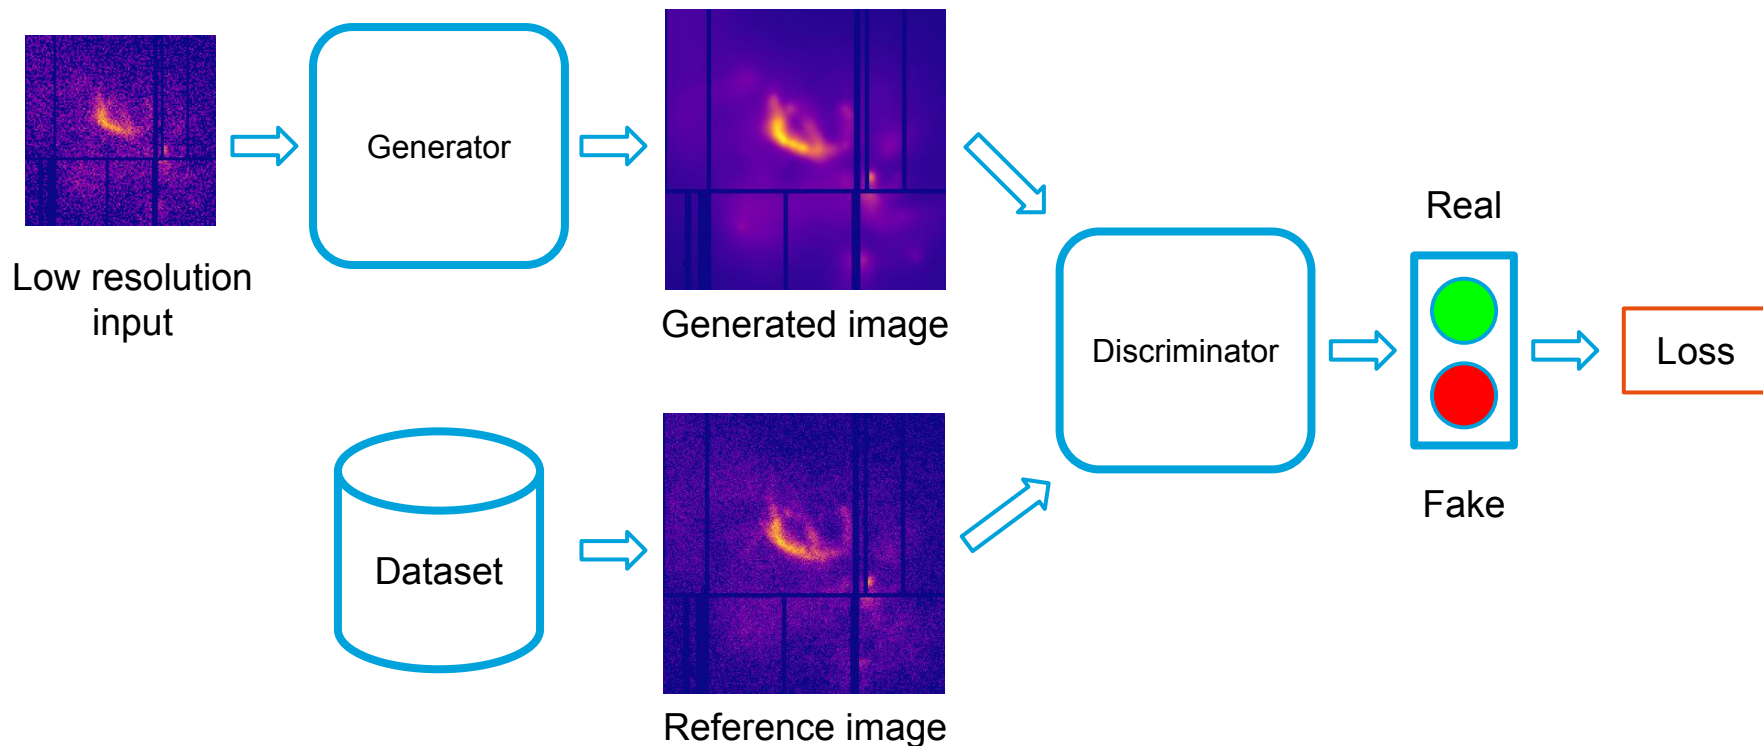 Low resolution
input
Generator
Generated image
Dataset
Reference image
Discriminator
Real
Fake
Loss